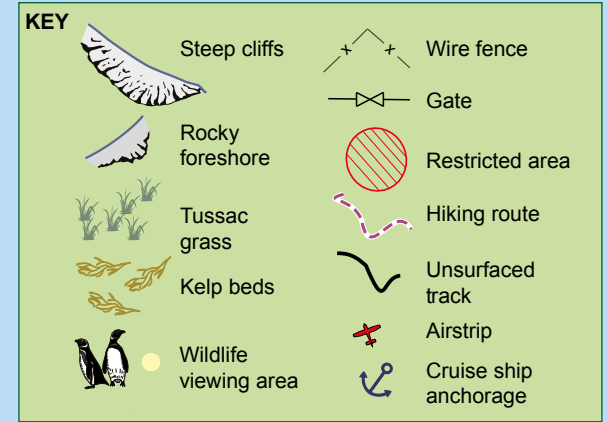 KEY
Steep cliffs
Rocky
foreshore
Tussac
grass
Kelp beds
Wildlife
viewing area
Wire fence
Gate
Restricted area
Hiking route
Unsurfaced
track
Airstrip
Cruise ship
anchorage